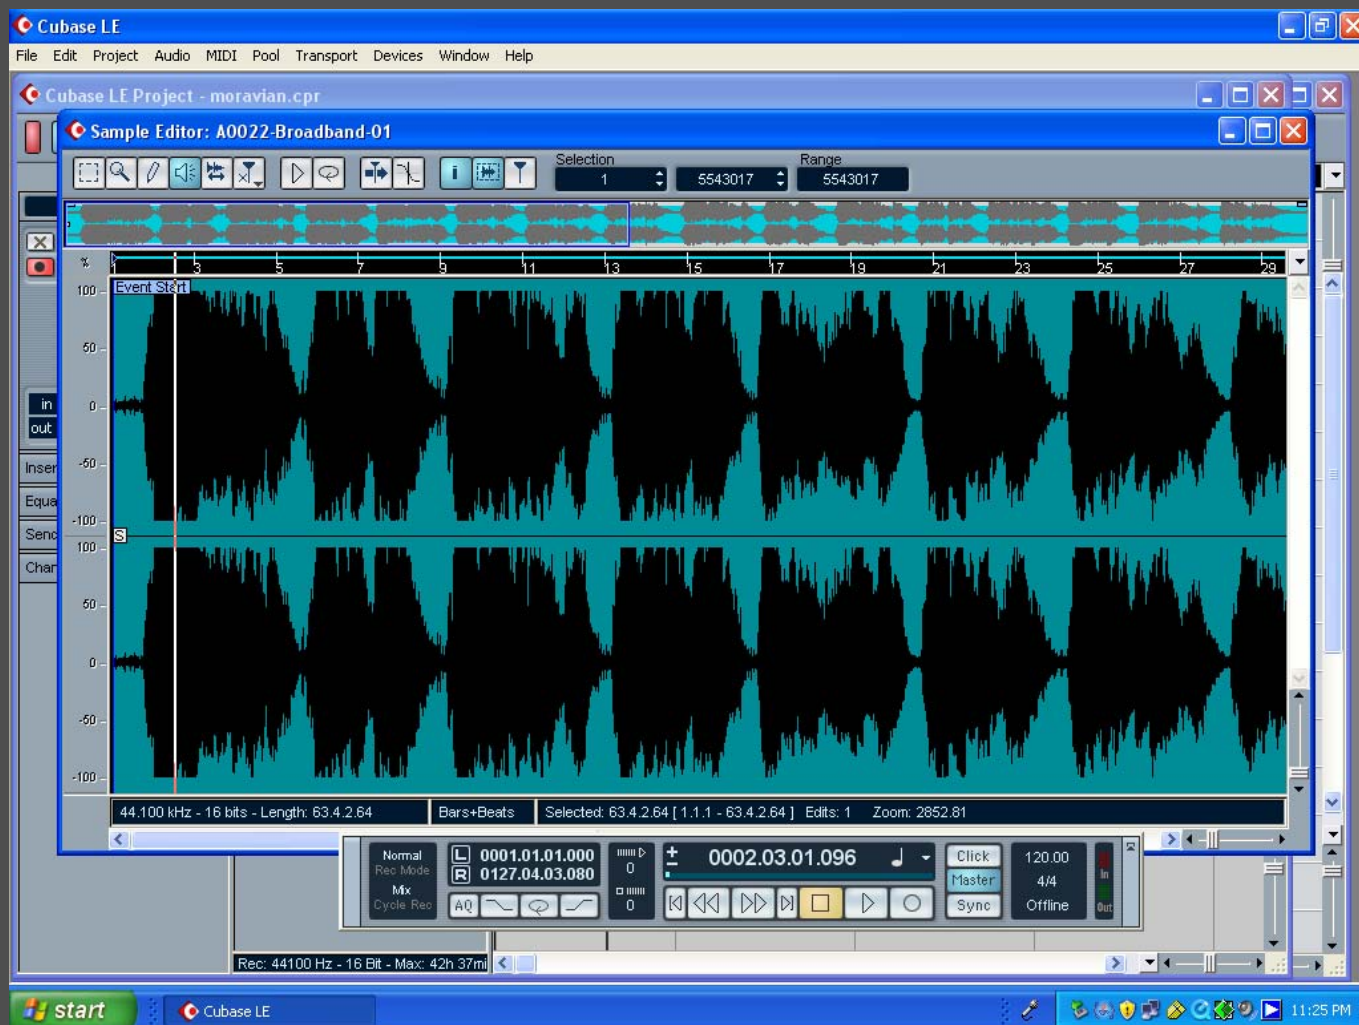 Cubase LE
File Edit Project Audio MIDI Pool Transport Devices Window Help
Cubase LE Project - moravian.cpr
Sample Editor: A0022-Broadband-01
Selection Range
1 5543017 5543017
% 1 3 5 7 9 11 13 15 17 19 21 23 25 27 29
Event Start
100
50
0
-50
-100
S
100
50
0
-50
-100
in
out
Inser
Equa
Send
Char
44.100 kHz - 16 bits - Length: 63.4.2.64 Bars+Beats Selected: 63.4.2.64 [ 1.1.1 - 63.4.2.64 ] Edits: 1 Zoom: 2852.81
Normal
Rec Mode
Mix
Cycle Rec
L 0001.01.01.000
R 0127.04.03.080
AQ
0
0
0002.03.01.096
Click
Master
Sync
120.00
4/4
Offline
In
Out
Rec: 44100 Hz - 16 Bit - Max: 42h 37mi
start Cubase LE 11:25 PM